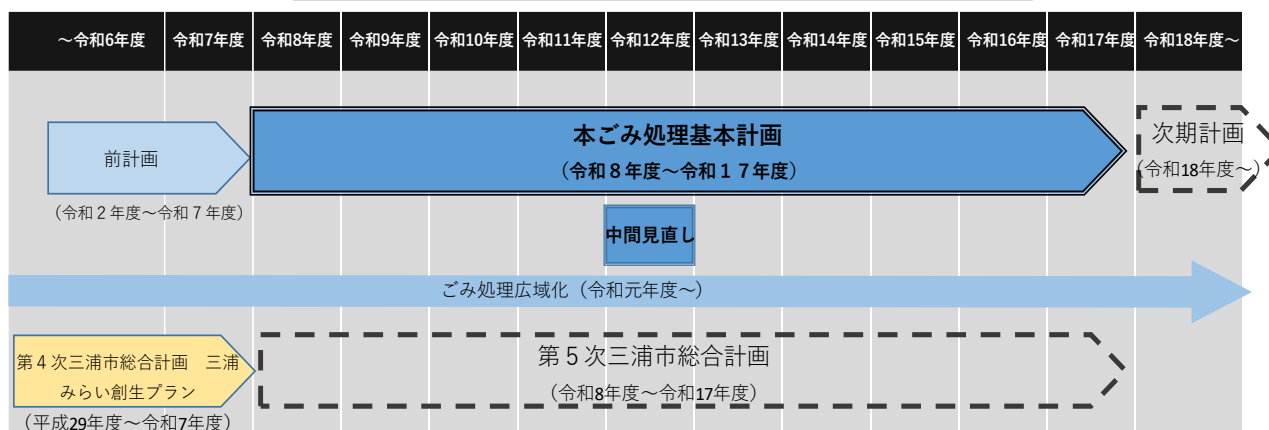 ～令和6年度 令和7年度 令和8年度 令和9年度 令和10年度 令和11年度 令和12年度 令和13年度 令和14年度 令和15年度 令和16年度 令和17年度 令和18年度～
前計画
（令和２年度～令和７年度）
本ごみ処理基本計画
（令和８年度～令和１７年度）
次期計画
（令和18年度～）
中間見直し
ごみ処理広域化（令和元年度～）
第４次三浦市総合計画　三浦
みらい創生プラン
（平成29年度～令和7年度）
第５次三浦市総合計画
（令和8年度～令和17年度）